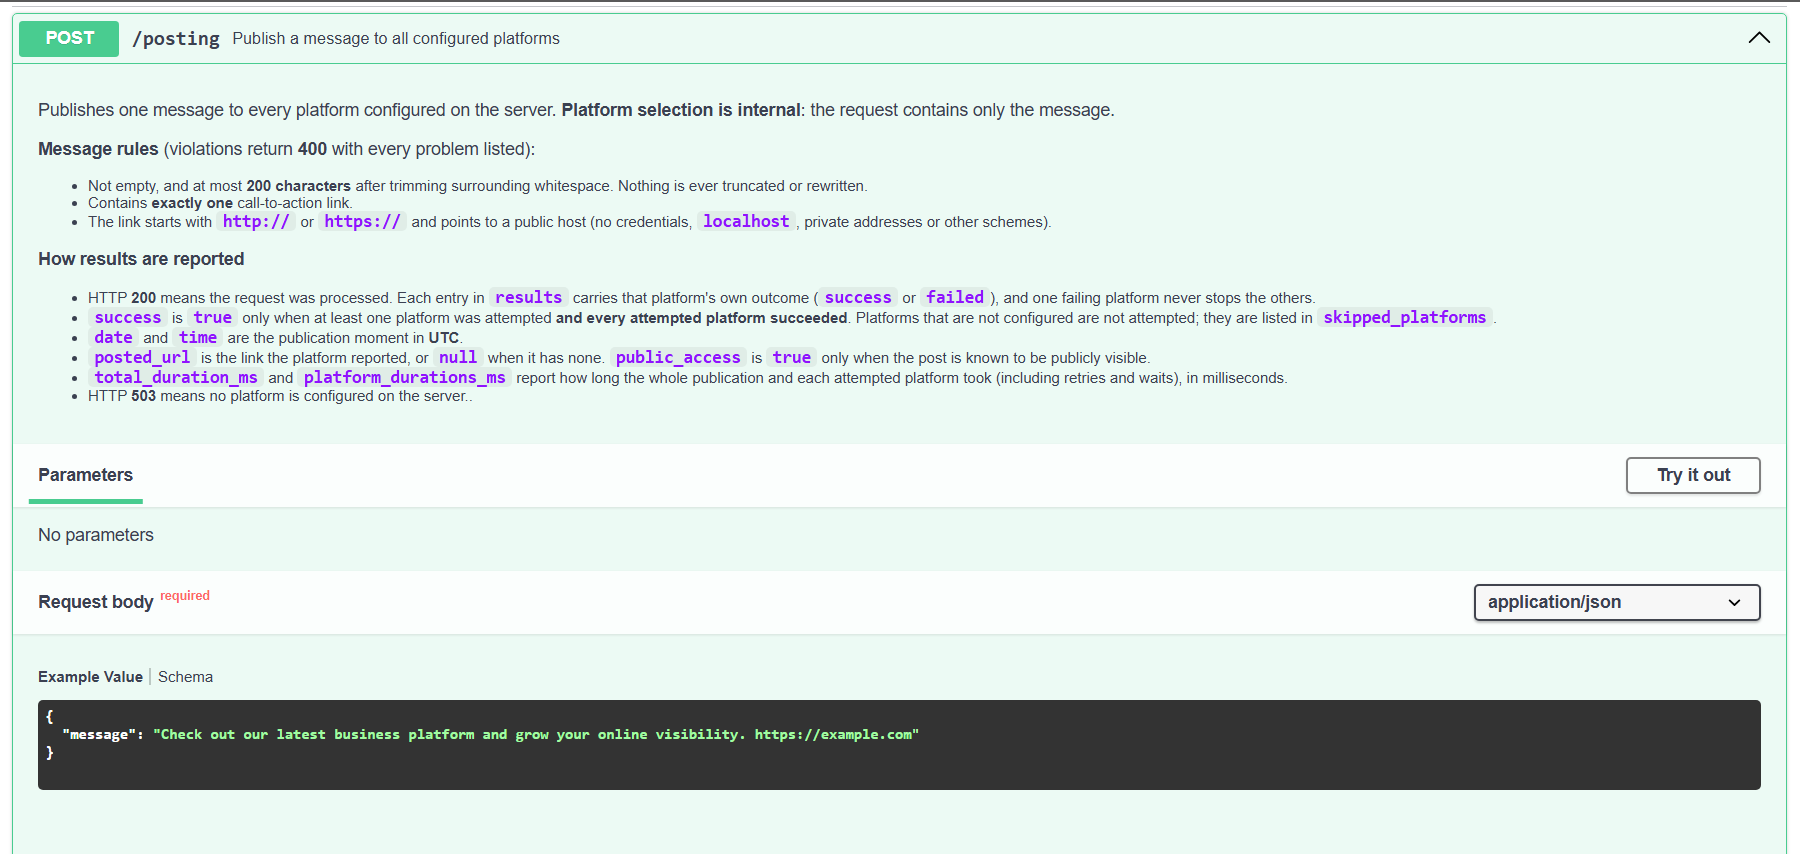 POST /posting Publish a message to all configured platforms
Publishes one message to every platform configured on the server. Platform selection is internal: the request contains only the message.
Message rules (violations return 400 with every problem listed):
Not empty, and at most 200 characters after trimming surrounding whitespace. Nothing is ever truncated or rewritten.
Contains exactly one call-to-action link.
The link starts with http:// or https:// and points to a public host (no credentials, localhost, private addresses or other schemes).
How results are reported
HTTP 200 means the request was processed. Each entry in results carries that platform's own outcome (success or failed), and one failing platform never stops the others.
success is true only when at least one platform was attempted and every attempted platform succeeded. Platforms that are not configured are not attempted; they are listed in skipped_platforms.
date and time are the publication moment in UTC.
posted_url is the link the platform reported, or null when it has none. public_access is true only when the post is known to be publicly visible.
total_duration_ms and platform_durations_ms report how long the whole publication and each attempted platform took (including retries and waits), in milliseconds.
HTTP 503 means no platform is configured on the server..
Parameters Try it out
No parameters
Request body required application/json
Example Value Schema
{
"message": "Check out our latest business platform and grow your online visibility. https://example.com"
}